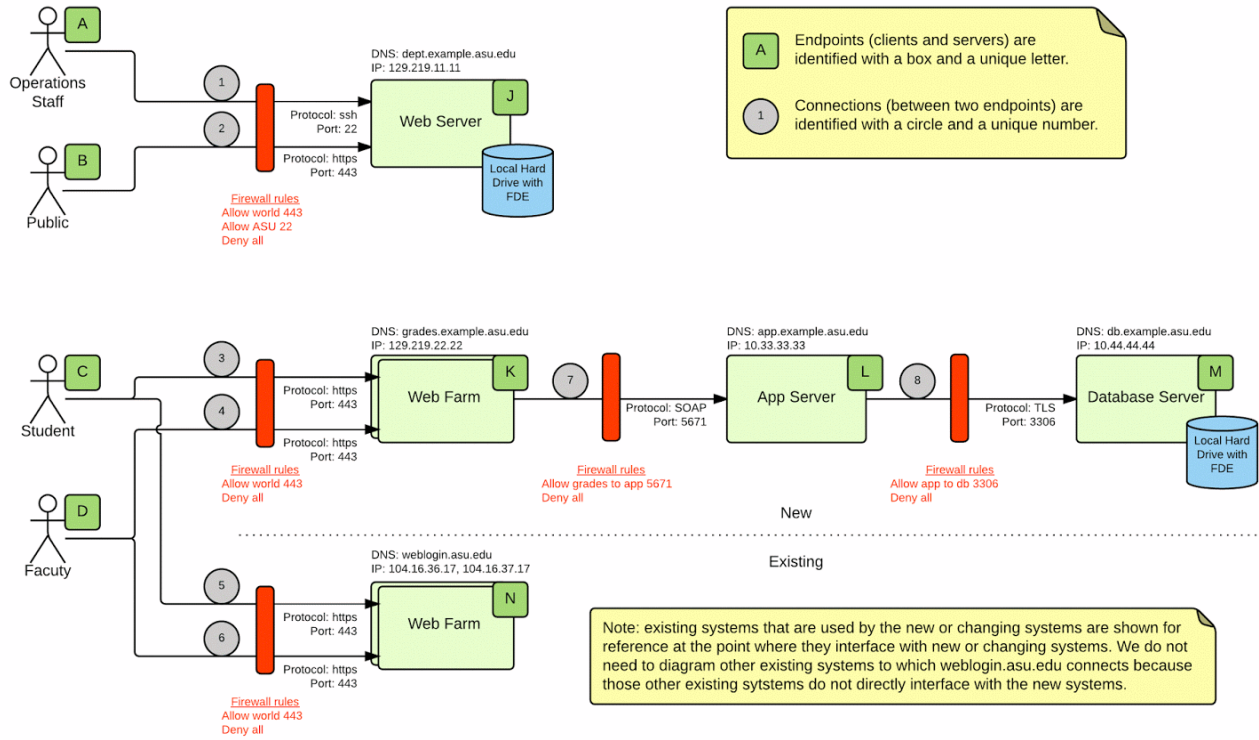 A
Operations
Staff
1
2
B
Public
DNS: dept.example.asu.edu
IP: 129.219.11.11
J
Web Server
Protocol: ssh
Port: 22
Protocol: https
Port: 443
Local Hard
Drive with
FDE
Firewall rules
Allow world 443
Allow ASU 22
Deny all
A
Endpoints (clients and servers) are
identified with a box and a unique letter.
1
Connections (between two endpoints) are
identified with a circle and a unique number.
C
Student
3
4
DNS: grades.example.asu.edu
IP: 129.219.22.22
K
Web Farm
Protocol: https
Port: 443
Protocol: https
Port: 443
Firewall rules
Allow world 443
Deny all
7
Protocol: SOAP
Port: 5671
Firewall rules
Allow grades to app 5671
Deny all
DNS: app.example.asu.edu
IP: 10.33.33.33
L
App Server
8
Protocol: TLS
Port: 3306
Firewall rules
Allow app to db 3306
Deny all
DNS: db.example.asu.edu
IP: 10.44.44.44
M
Database Server
Local Hard
Drive with
FDE
D
Facuty
New
Existing
5
6
DNS: weblogin.asu.edu
IP: 104.16.36.17, 104.16.37.17
N
Web Farm
Protocol: https
Port: 443
Protocol: https
Port: 443
Firewall rules
Allow world 443
Deny all
Note: existing systems that are used by the new or changing systems are shown for
reference at the point where they interface with new or changing systems. We do not
need to diagram other existing systems to which weblogin.asu.edu connects because
those other existing sytstems do not directly interface with the new systems.